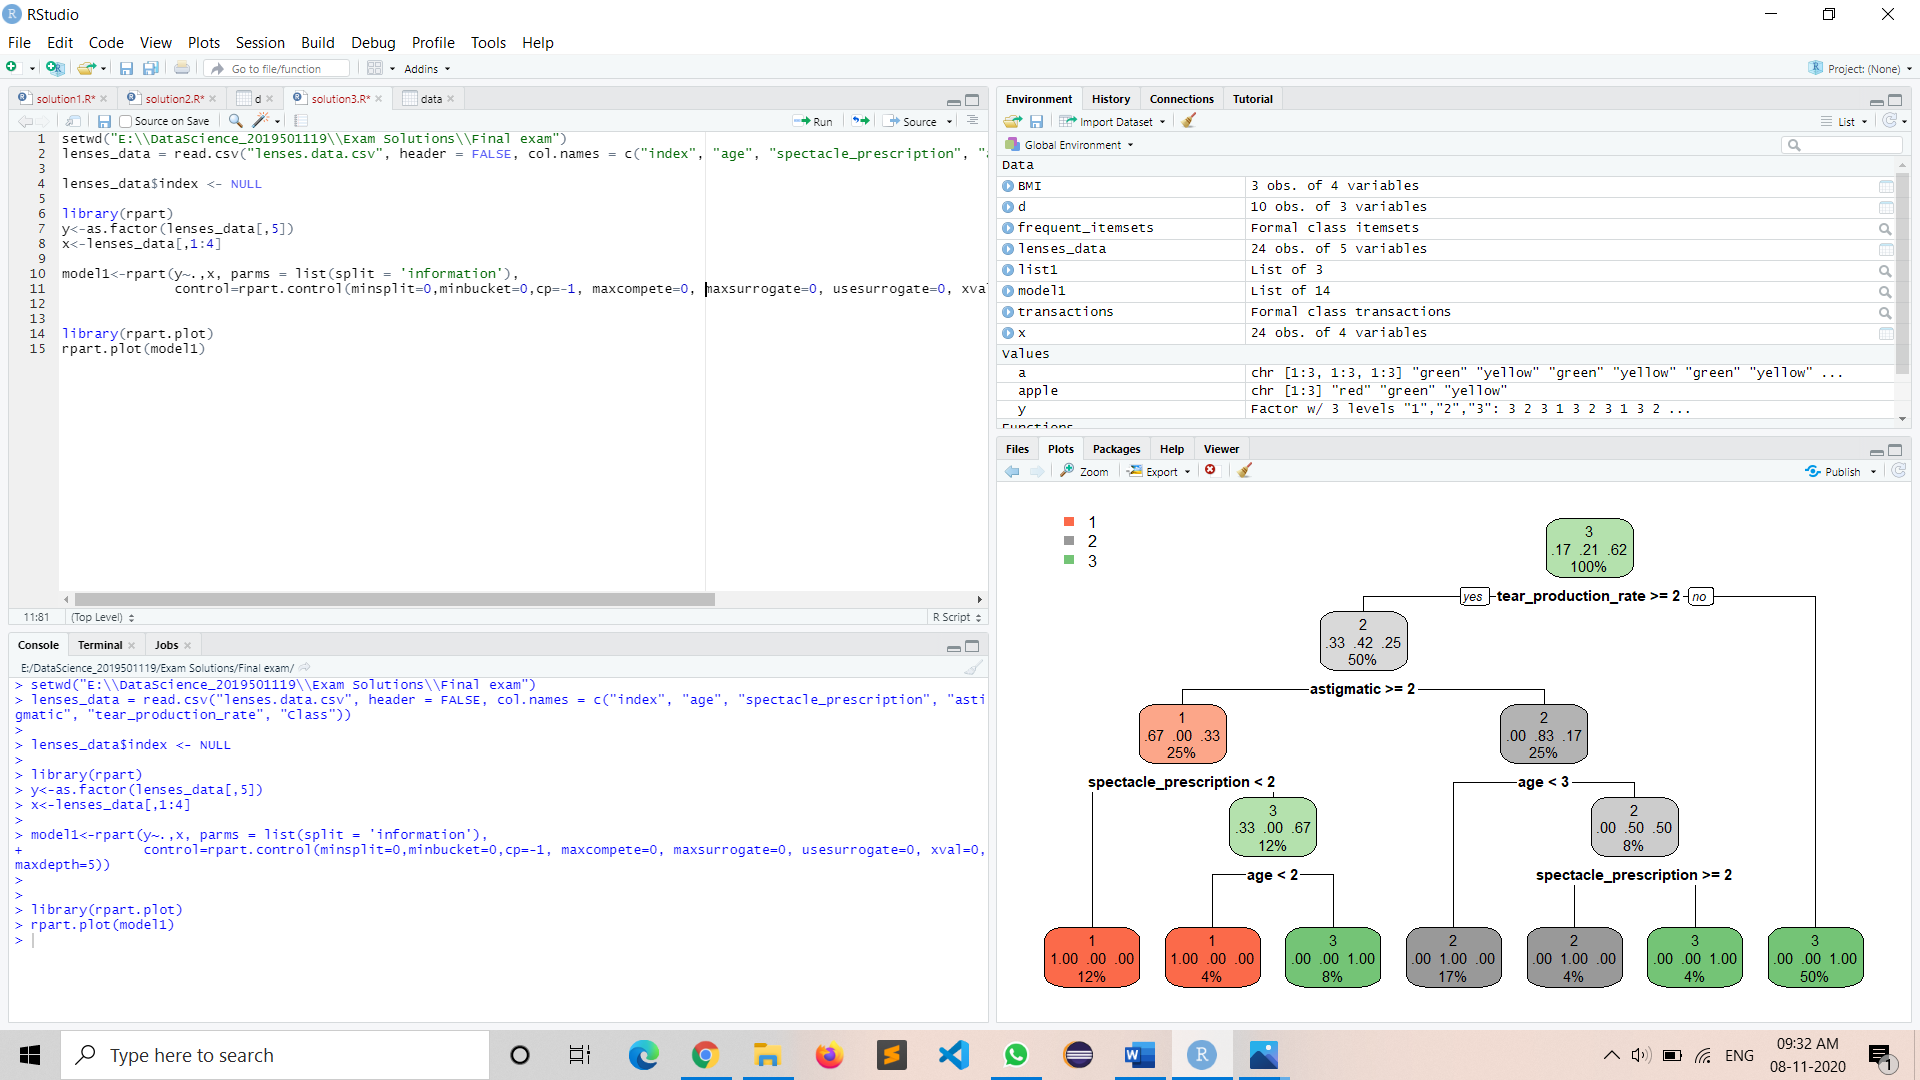 RStudio
File Edit Code View Plots Session Build Debug Profile Tools Help
Go to file/function Addins Project: (None)
solution1.R* solution2.R* d solution3.R* data
Source on Save Run Source
1 setwd("E:\\DataScience_2019501119\\Exam Solutions\\Final exam")
2 lenses_data = read.csv("lenses.data.csv", header = FALSE, col.names = c("index", "age", "spectacle_prescription", "a
3
4 lenses_data$index <- NULL
5
6 library(rpart)
7 y<-as.factor(lenses_data[,5])
8 x<-lenses_data[,1:4]
9
10 model1<-rpart(y~.,x, parms = list(split = 'information'),
11 control=rpart.control(minsplit=0,minbucket=0,cp=-1, maxcompete=0, maxsurrogate=0, usesurrogate=0, xval
12
13
14 library(rpart.plot)
15 rpart.plot(model1)
11:81 (Top Level) R Script
Console Terminal Jobs
E:/DataScience_2019501119/Exam Solutions/Final exam/
> setwd("E:\\DataScience_2019501119\\Exam Solutions\\Final exam")
> lenses_data = read.csv("lenses.data.csv", header = FALSE, col.names = c("index", "age", "spectacle_prescription", "asti
gmatic", "tear_production_rate", "class"))
>
> lenses_data$index <- NULL
>
> library(rpart)
> y<-as.factor(lenses_data[,5])
> x<-lenses_data[,1:4]
>
> model1<-rpart(y~.,x, parms = list(split = 'information'),
+ control=rpart.control(minsplit=0,minbucket=0,cp=-1, maxcompete=0, maxsurrogate=0, usesurrogate=0, xval=0,
maxdepth=5))
>
>
> library(rpart.plot)
> rpart.plot(model1)
>
Environment History Connections Tutorial
Import Dataset List
Global Environment
Data
BMI 3 obs. of 4 variables
d 10 obs. of 3 variables
frequent_itemsets Formal class itemsets
lenses_data 24 obs. of 5 variables
list1 List of 3
model1 List of 14
transactions Formal class transactions
x 24 obs. of 4 variables
Values
a chr [1:3, 1:3, 1:3] "green" "yellow" "green" "yellow" "green" "yellow" ...
apple chr [1:3] "red" "green" "yellow"
y Factor w/ 3 levels "1","2","3": 3 2 3 1 3 2 3 1 3 2 ...
Functions
Files Plots Packages Help Viewer
Zoom Export Publish
1
2
3
3
.17 .21 .62
100%
yes tear_production_rate >= 2 no
2
.33 .42 .25
50%
astigmatic >= 2
1
.67 .00 .33
25%
2
.00 .83 .17
25%
spectacle_prescription < 2
age < 3
3
.33 .00 .67
12%
2
.00 .50 .50
8%
age < 2
spectacle_prescription >= 2
1
1.00 .00 .00
12%
1
1.00 .00 .00
4%
3
.00 .00 1.00
8%
2
.00 1.00 .00
17%
2
.00 1.00 .00
4%
3
.00 .00 1.00
4%
3
.00 .00 1.00
50%
Type here to search
ENG
09:32 AM
08-11-2020
1